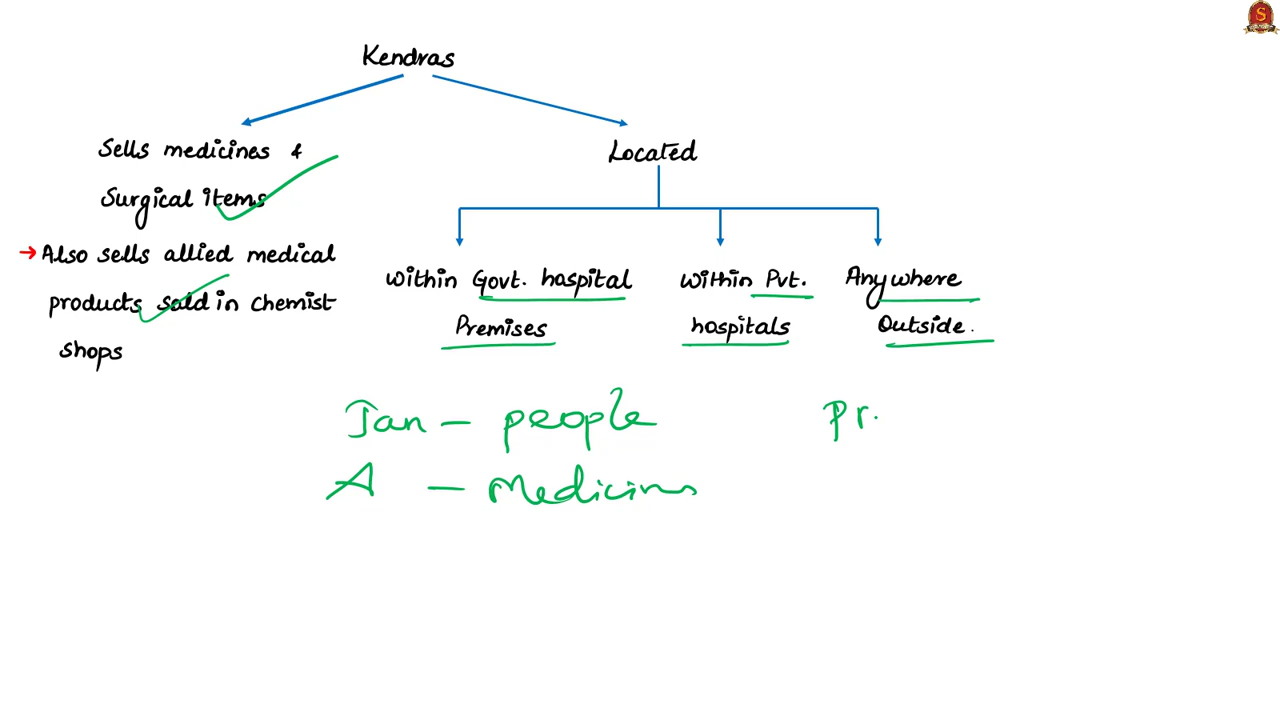 Kendras
Sells medicines &
Surgical items
→ Also sells allied medical
products sold in chemist
shops
Located
within Govt. hospital
Premises
within Pvt.
hospitals
Anywhere
Outside.
Jan – people
A – Medicins
Pr.